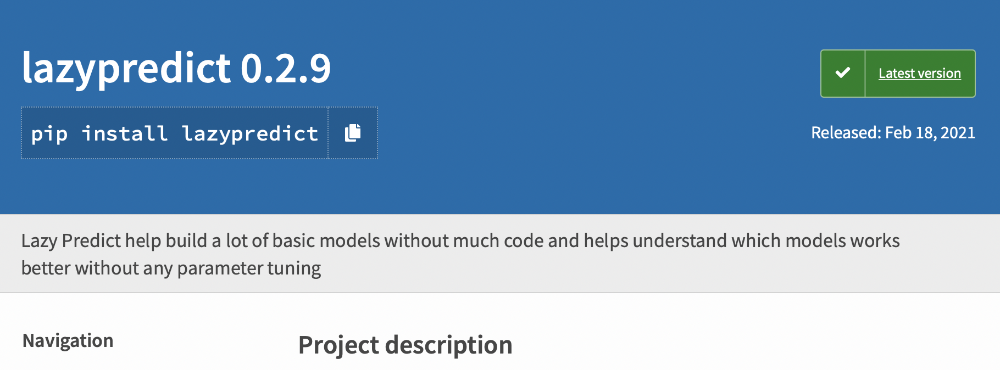 lazypredict 0.2.9
Latest version
pip install lazypredict
Released: Feb 18, 2021
Lazy Predict help build a lot of basic models without much code and helps understand which models works
better without any parameter tuning
Navigation
Project description